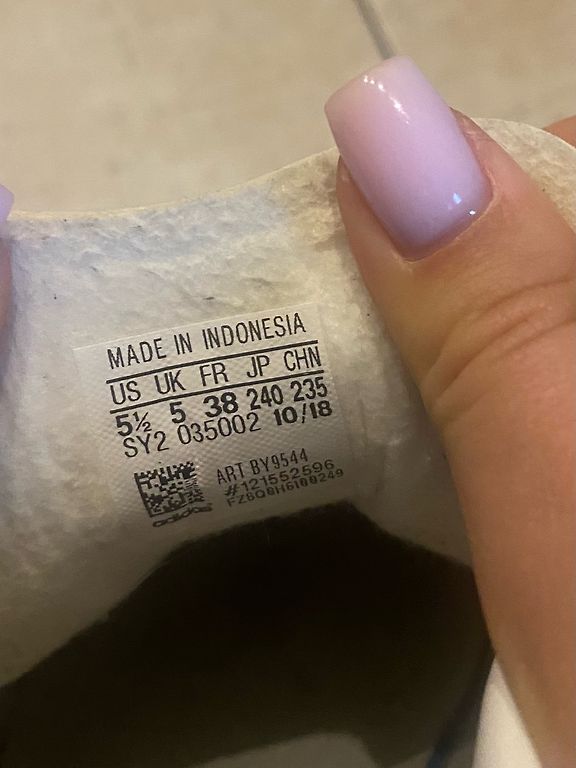 MADE IN INDONESIA
US UK FR JP CHN
5½ 5 38 240 235
SY2 035002 10/18
ART BY9544
#121552596
FZ6Q0H6100249
adidas